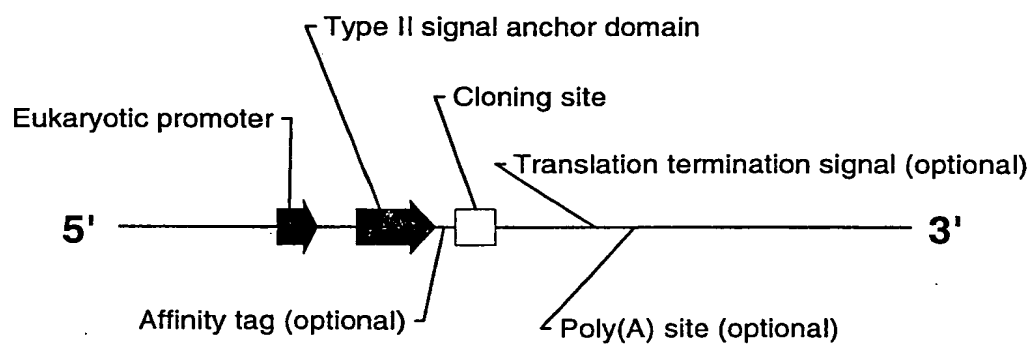 Type II signal anchor domain
Cloning site
Eukaryotic promoter
Translation termination signal (optional)
5'
3'
Affinity tag (optional)
Poly(A) site (optional)